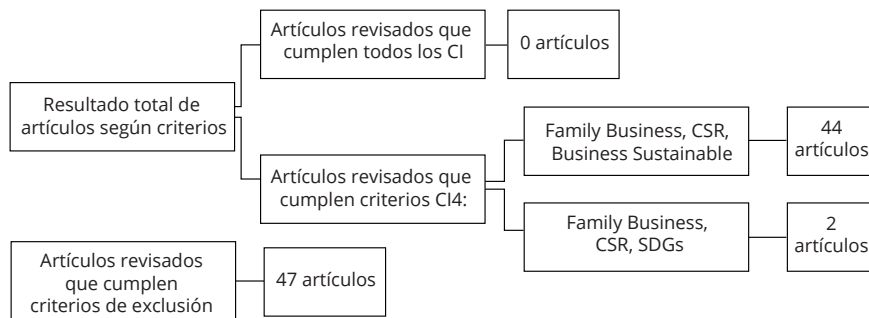 Artículos revisados que
cumplen todos los CI
0 artículos
Resultado total de
artículos según criterios
Artículos revisados que
cumplen criterios CI4:
Family Business, CSR,
Business Sustainable
44
artículos
Family Business,
CSR, SDGs
2
artículos
Artículos revisados
que cumplen
criterios de exclusión
47 artículos